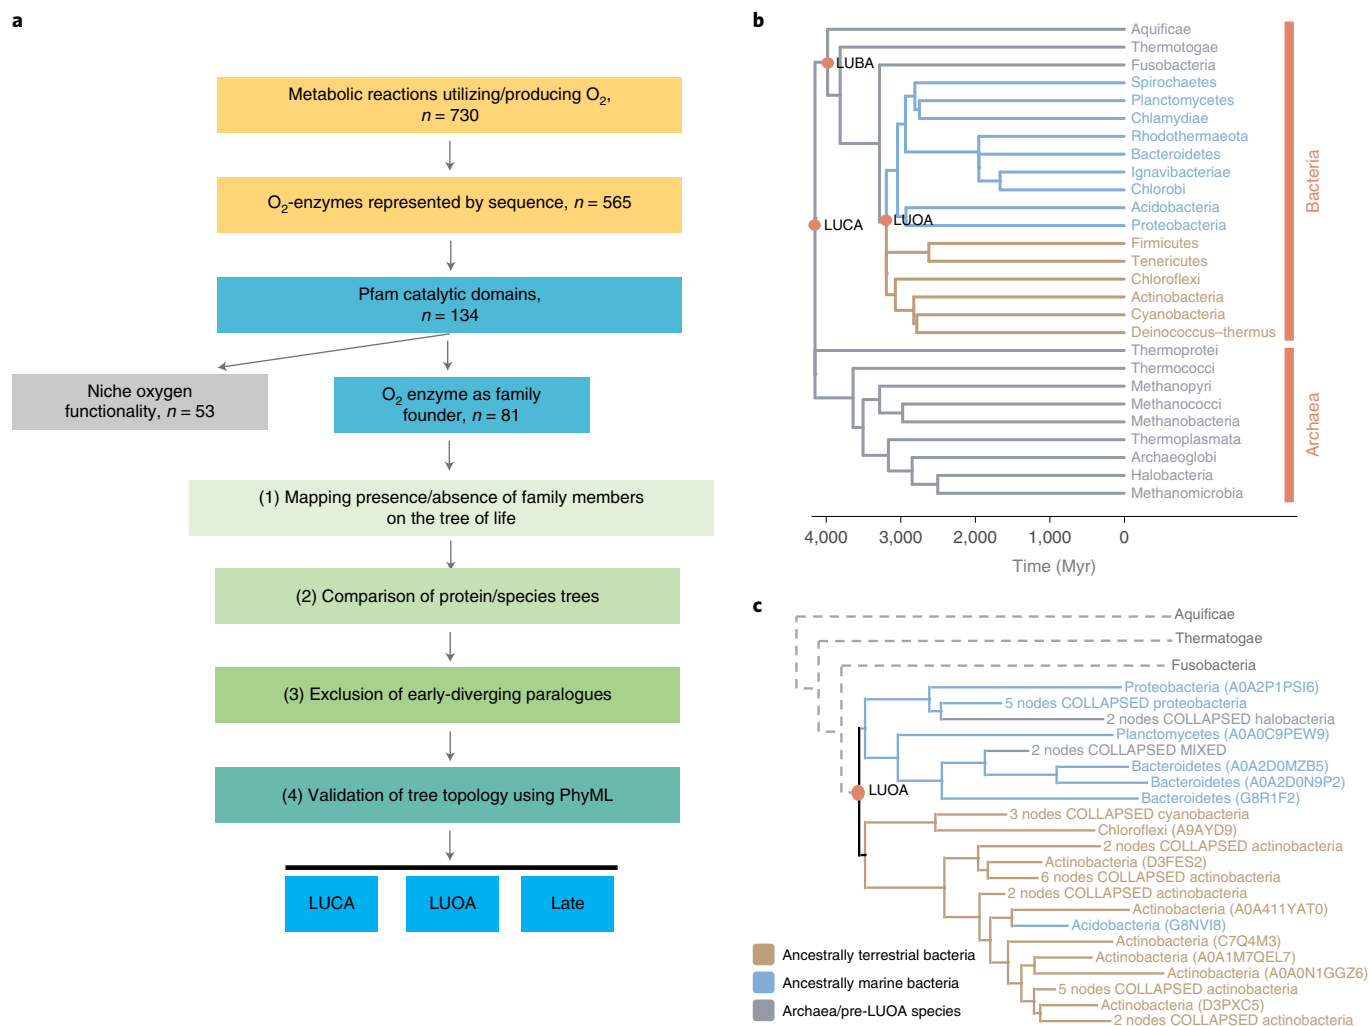 a
Metabolic reactions utilizing/producing O₂,
n = 730
O₂-enzymes represented by sequence, n = 565
Pfam catalytic domains,
n = 134
Niche oxygen
functionality, n = 53
O₂ enzyme as family
founder, n = 81
(1) Mapping presence/absence of family members
on the tree of life
(2) Comparison of protein/species trees
(3) Exclusion of early-diverging paralogues
(4) Validation of tree topology using PhyML
LUCA
LUOA
Late
b
Aquificae
Thermotogae
LUBA
Fusobacteria
Spirochaetes
Planctomycetes
Chlamydiae
Rhodothermaeota
Bacteroidetes
Ignavibacteriae
Chlorobi
Acidobacteria
LUOA
LUCA
Proteobacteria
Firmicutes
Tenericutes
Chloroflexi
Actinobacteria
Cyanobacteria
Deinococcus–thermus
Bacteria
Thermoprotei
Thermococci
Methanopyri
Methanococci
Methanobacteria
Thermoplasmata
Archaeoglobi
Halobacteria
Methanomicrobia
Archaea
4,000 3,000 2,000 1,000 0
Time (Myr)
c
Aquificae
Thermatogae
Fusobacteria
Proteobacteria (A0A2P1PSI6)
5 nodes COLLAPSED proteobacteria
2 nodes COLLAPSED halobacteria
Planctomycetes (A0A0C9PEW9)
2 nodes COLLAPSED MIXED
Bacteroidetes (A0A2D0MZB5)
Bacteroidetes (A0A2D0N9P2)
LUOA
Bacteroidetes (G8R1F2)
3 nodes COLLAPSED cyanobacteria
Chloroflexi (A9AYD9)
2 nodes COLLAPSED actinobacteria
Actinobacteria (D3FES2)
6 nodes COLLAPSED actinobacteria
2 nodes COLLAPSED actinobacteria
Actinobacteria (A0A411YAT0)
Acidobacteria (G8NVI8)
Actinobacteria (C7Q4M3)
Actinobacteria (A0A1M7QEL7)
Actinobacteria (A0A0N1GGZ6)
5 nodes COLLAPSED actinobacteria
Actinobacteria (D3PXC5)
2 nodes COLLAPSED actinobacteria
Ancestrally terrestrial bacteria
Ancestrally marine bacteria
Archaea/pre-LUOA species